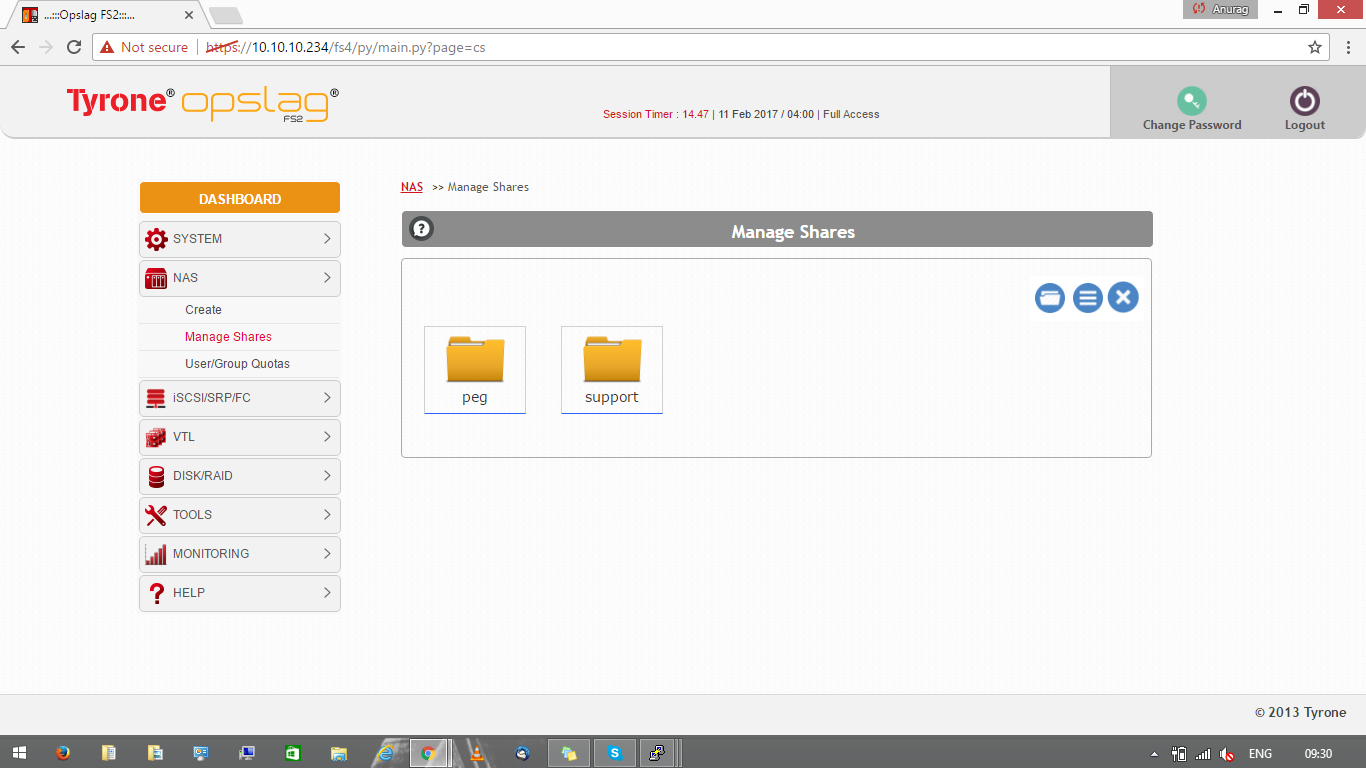 ...:::Opslag FS2:::...
Anurag
Not secure | https://10.10.10.234/fs4/py/main.py?page=cs
Tyrone® opslag® FS2
Session Timer : 14.47 | 11 Feb 2017 / 04:00 | Full Access
Change Password
Logout
DASHBOARD
SYSTEM
NAS
Create
Manage Shares
User/Group Quotas
iSCSI/SRP/FC
VTL
DISK/RAID
TOOLS
MONITORING
HELP
NAS >> Manage Shares
? Manage Shares
peg
support
© 2013 Tyrone
ENG
09:30